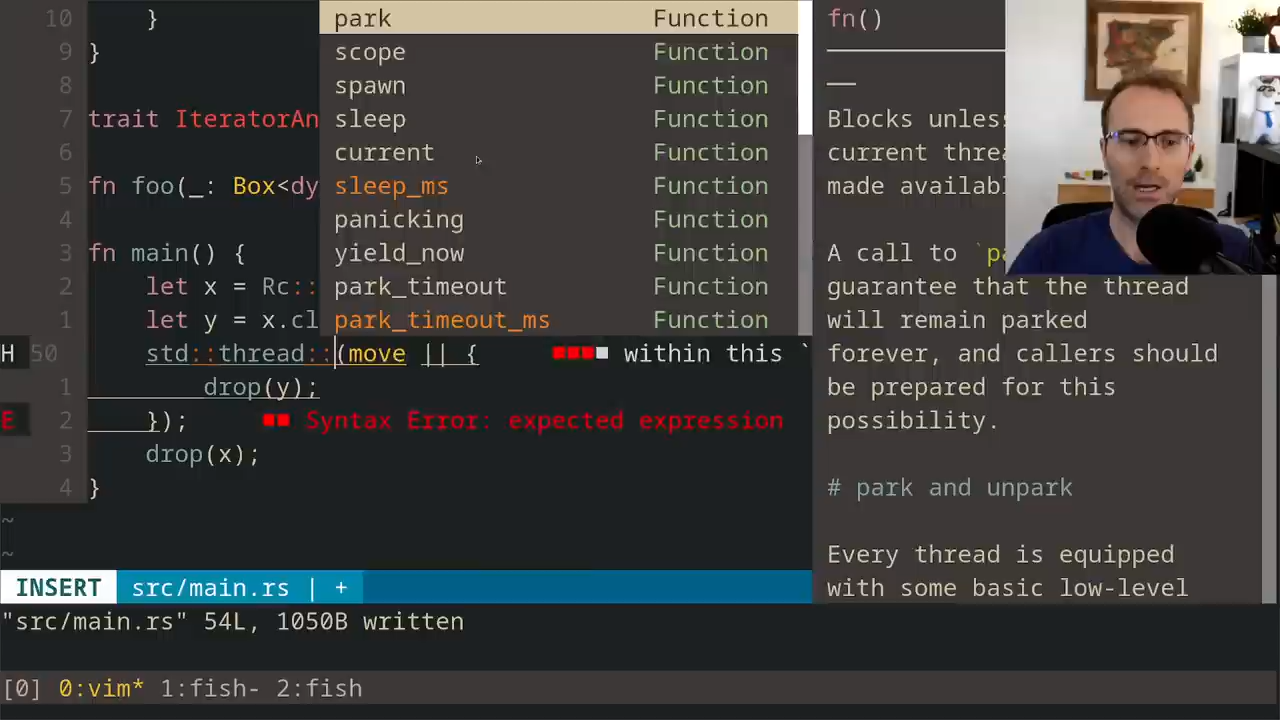 10 }
9 }
8
7 trait IteratorAn
6
5 fn foo(_: Box<dy
4
3 fn main() {
2 let x = Rc::
1 let y = x.cl
H 50 std::thread::(move || { within this `
1 drop(y);
E 2 }); Syntax Error: expected expression
3 drop(x);
4 }
~
~
park Function
scope Function
spawn Function
sleep Function
current Function
sleep_ms Function
panicking Function
yield_now Function
park_timeout Function
park_timeout_ms Function
fn()
Blocks unles
current threa
made availabl
A call to `pa
guarantee that the thread
will remain parked
forever, and callers should
be prepared for this
possibility.
# park and unpark
Every thread is equipped
with some basic low-level
INSERT src/main.rs | +
"src/main.rs" 54L, 1050B written
[0] 0:vim* 1:fish- 2:fish